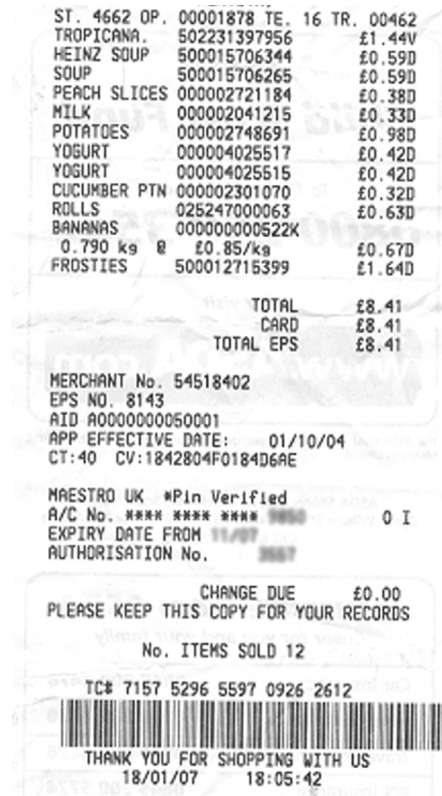 ST. 4662 OP. 00001878 TE. 16 TR. 00462
TROPICANA. 502231397956 £1.44V
HEINZ SOUP 500015706344 £0.59D
SOUP 500015706265 £0.59D
PEACH SLICES 000002721184 £0.38D
MILK 000002041215 £0.33D
POTATOES 000002748691 £0.98D
YOGURT 000004025517 £0.42D
YOGURT 000004025515 £0.42D
CUCUMBER PTN 000002301070 £0.32D
ROLLS 025247000063 £0.63D
BANANAS 000000000522K
0.790 kg @ £0.85/kg £0.67D
FROSTIES 500012715399 £1.64D
TOTAL £8.41
CARD £8.41
TOTAL EPS £8.41
MERCHANT No. 54518402
EPS NO. 8143
AID A0000000050001
APP EFFECTIVE DATE: 01/10/04
CT:40 CV:1842804F0184D6AE
MAESTRO UK *Pin Verified
A/C No. **** **** **** 0 I
EXPIRY DATE FROM
AUTHORISATION No.
CHANGE DUE £0.00
PLEASE KEEP THIS COPY FOR YOUR RECORDS
No. ITEMS SOLD 12
TC# 7157 5296 5597 0926 2612
THANK YOU FOR SHOPPING WITH US
18/01/07 18:05:42